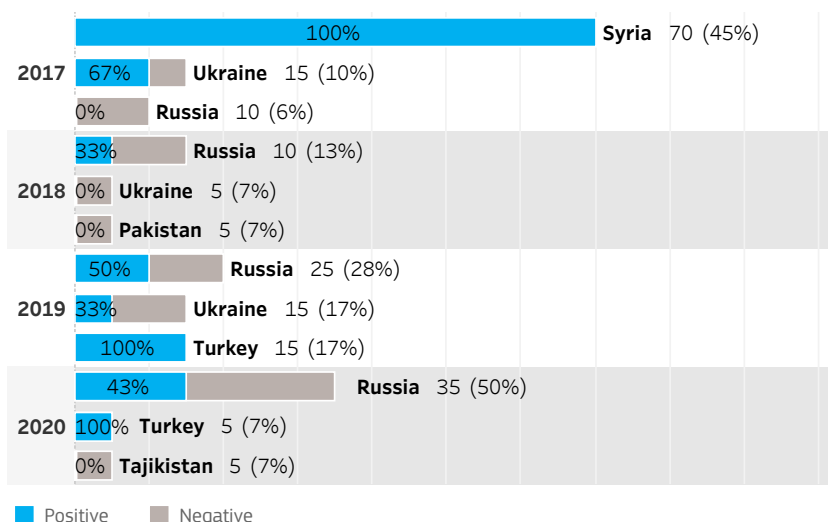 100% Syria 70 (45%)
2017 67% Ukraine 15 (10%)
0% Russia 10 (6%)
33% Russia 10 (13%)
2018 0% Ukraine 5 (7%)
0% Pakistan 5 (7%)
50% Russia 25 (28%)
2019 33% Ukraine 15 (17%)
100% Turkey 15 (17%)
43% Russia 35 (50%)
2020 100% Turkey 5 (7%)
0% Tajikistan 5 (7%)
Positive Negative